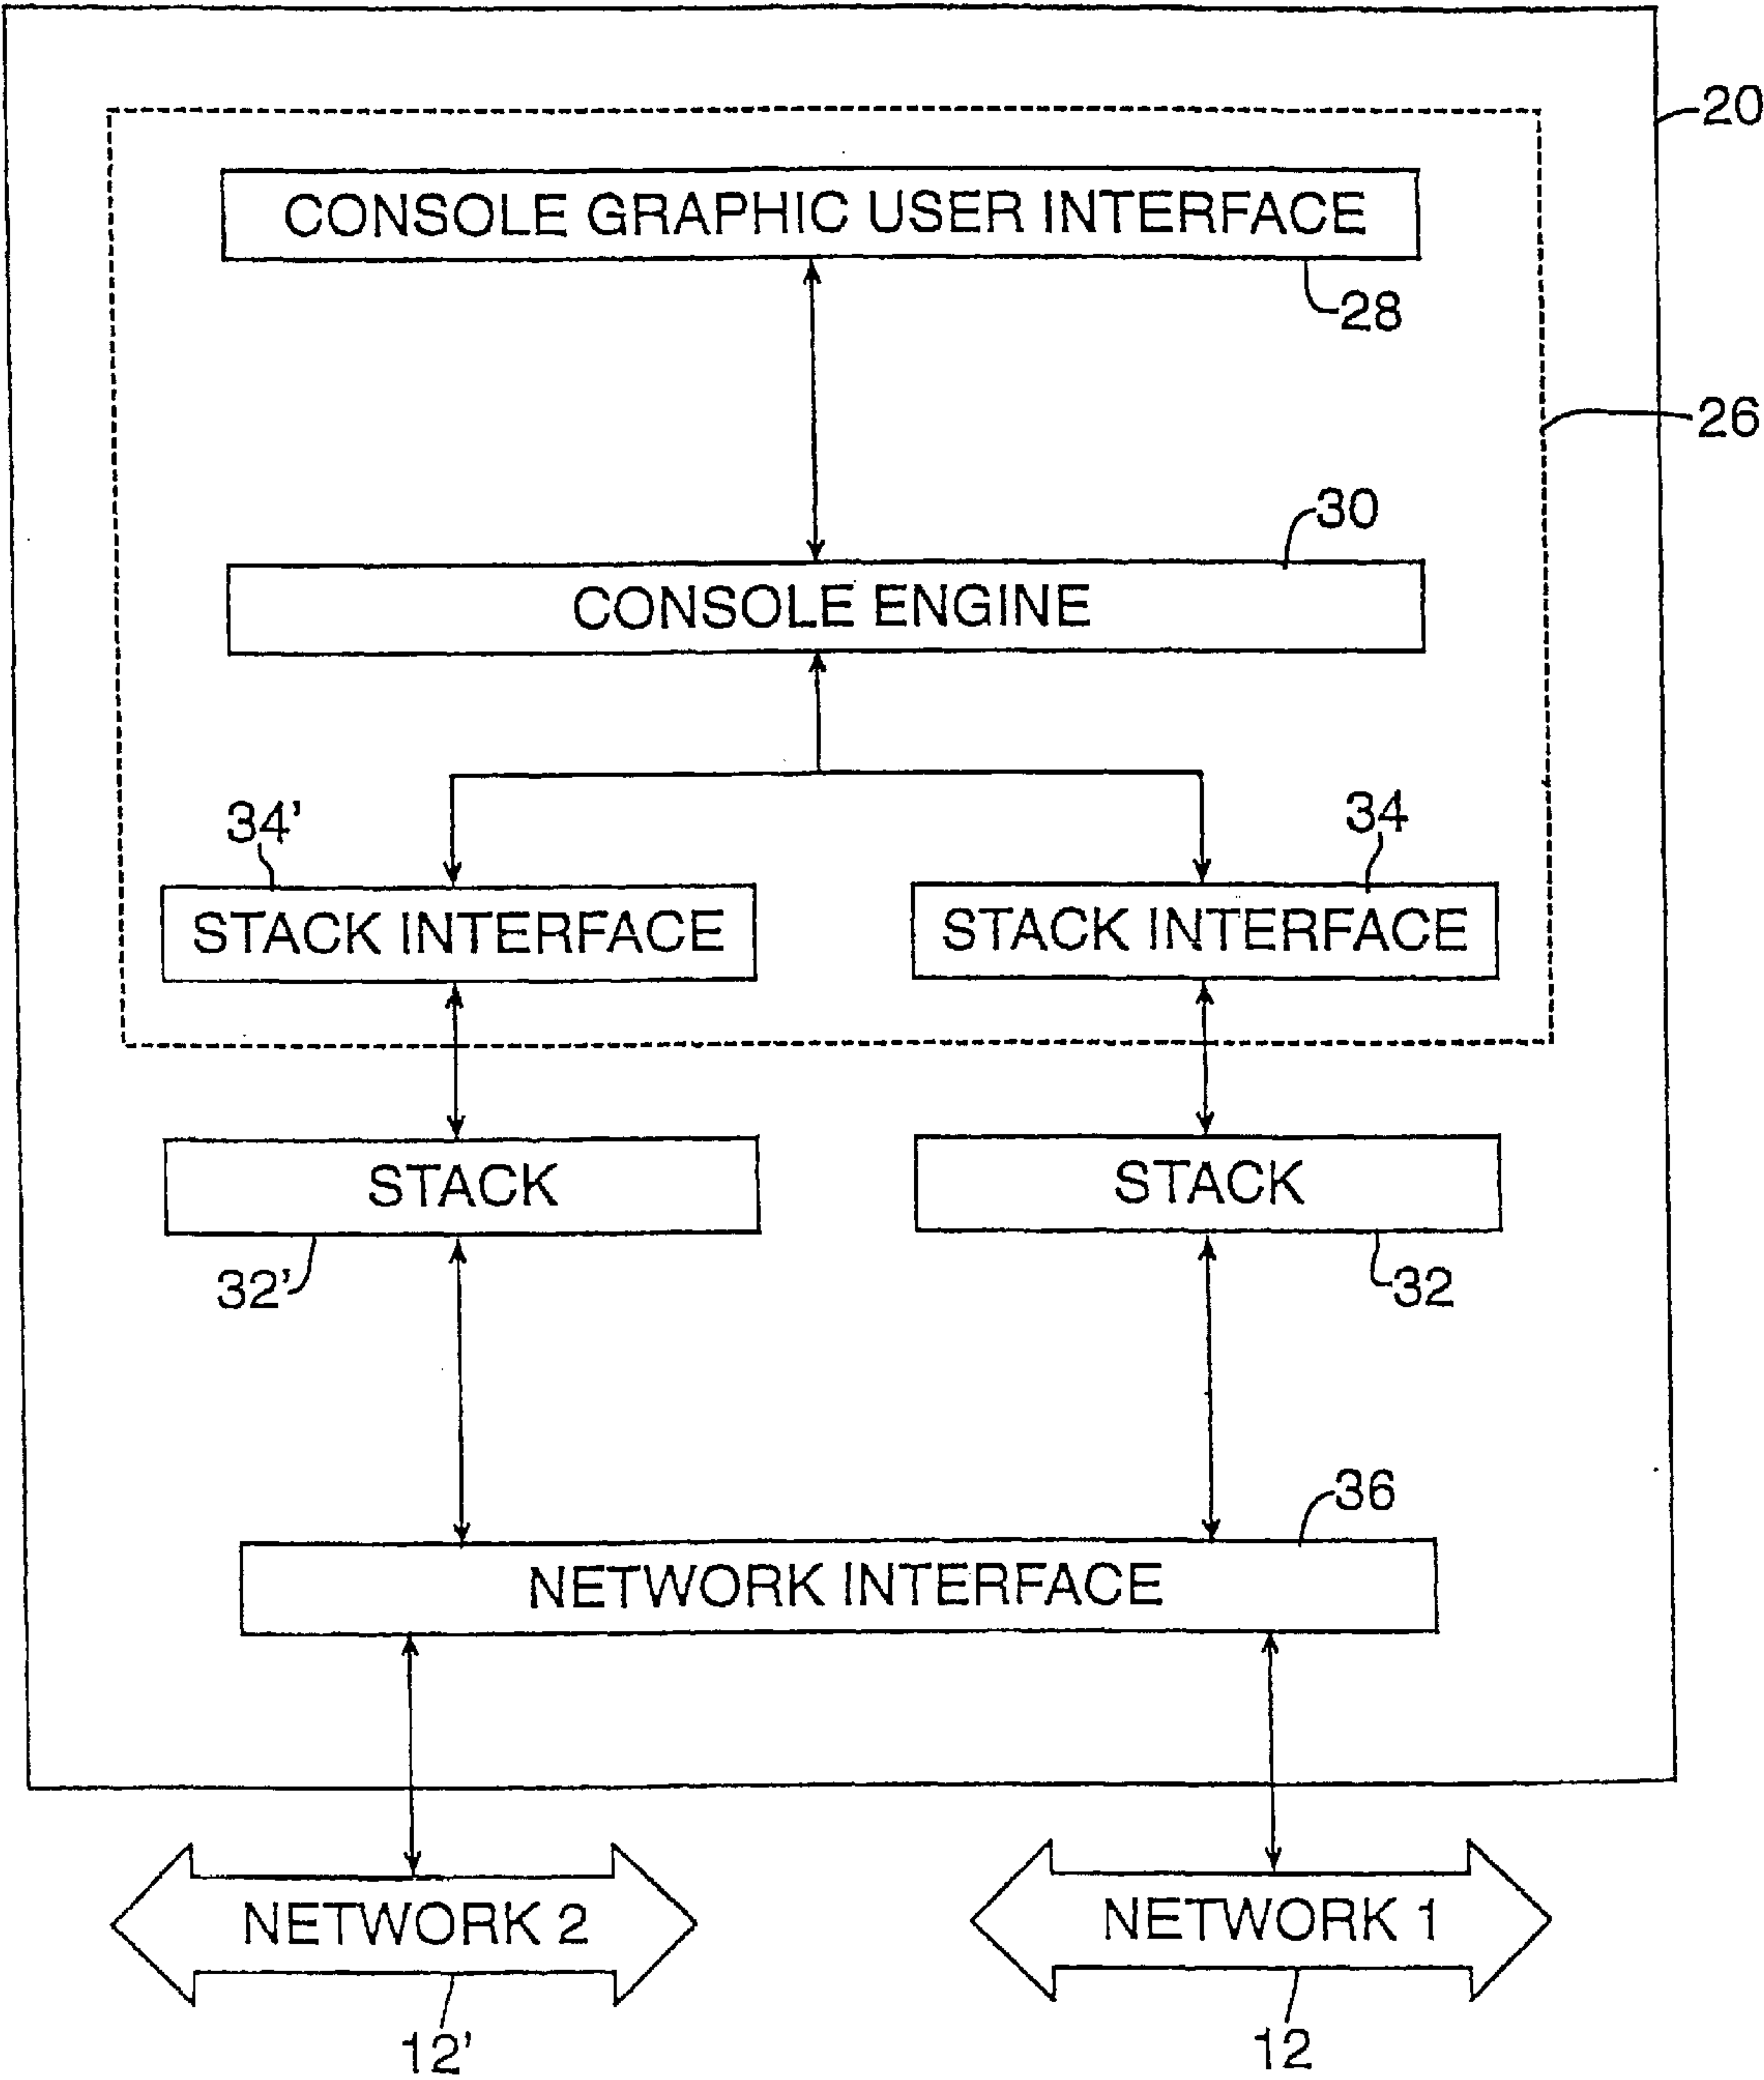 20
CONSOLE GRAPHIC USER INTERFACE
28
26
30
CONSOLE ENGINE
34'
34
STACK INTERFACE
STACK INTERFACE
STACK
STACK
32'
32
36
NETWORK INTERFACE
NETWORK 2
NETWORK 1
12'
12